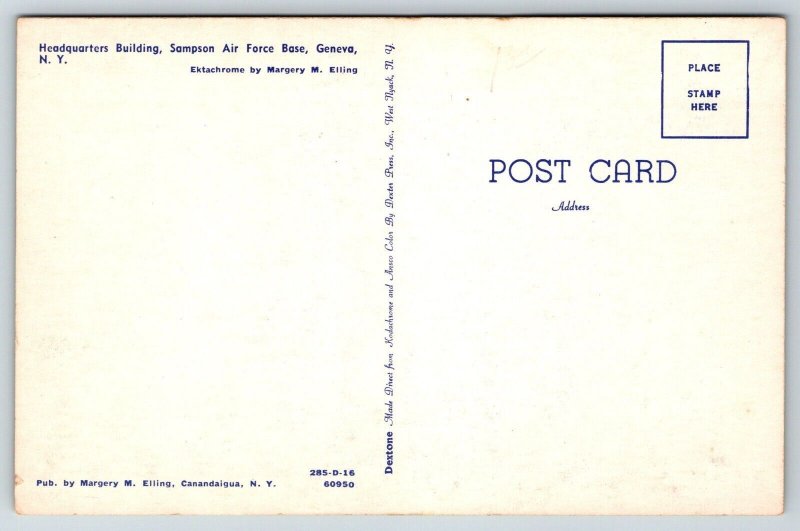 Headquarters Building, Sampson Air Force Base, Geneva,
N. Y.
Ektachrome by Margery M. Elling
Dextone Made Direct from Kodachrome and Ansco Color By Dexter Press, Inc., West Nyack, N. Y.
PLACE
STAMP
HERE
POST CARD
Address
285-D-16
Pub. by Margery M. Elling, Canandaigua, N. Y. 60950